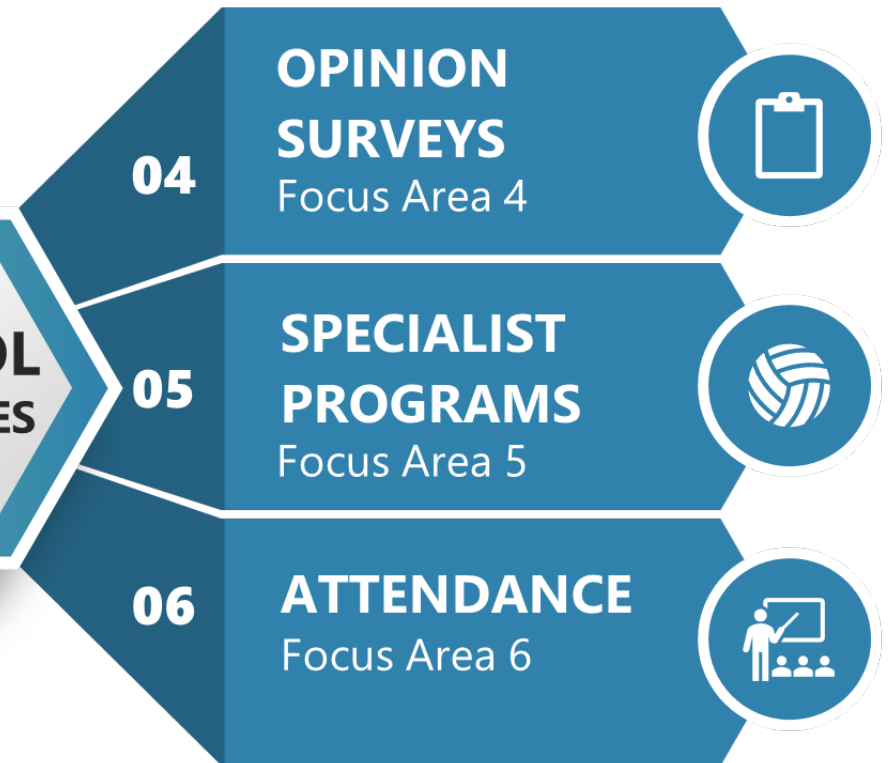 04
OPINION
SURVEYS
Focus Area 4
OL
ES
05
SPECIALIST
PROGRAMS
Focus Area 5
06
ATTENDANCE
Focus Area 6